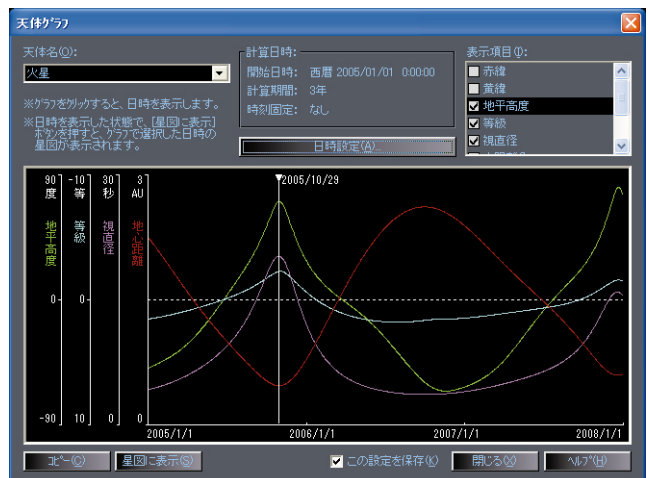 天体ｸﾞﾗﾌ
天体名(O):
火星
※ｸﾞﾗﾌをｸﾘｯｸすると、日時を表示します。
※日時を表示した状態で、[星図に表示]
ﾎﾞﾀﾝを押すと、ｸﾞﾗﾌで選択した日時の
星図が表示されます。
計算日時:
開始日時: 西暦 2005/01/01 0:00:00
計算期間: 3年
時刻固定: なし
日時設定(A)...
表示項目(I):
赤緯
黄緯
地平高度
等級
視直径
90 -10 30 3
度 等 秒 AU
地平高度
等級
視直径
地心距離
0 0
-90 10 0 0
2005/10/29
2005/1/1 2006/1/1 2007/1/1 2008/1/1
ｺﾋﾟｰ(C)
星図に表示(S)
この設定を保存(K)
閉じる(X)
ﾍﾙﾌﾟ(H)